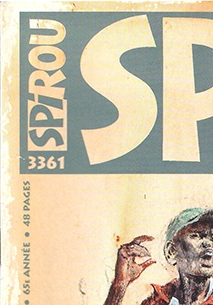 SPiROU
3361
SP
• 65E ANNÉE • 48 PAGES